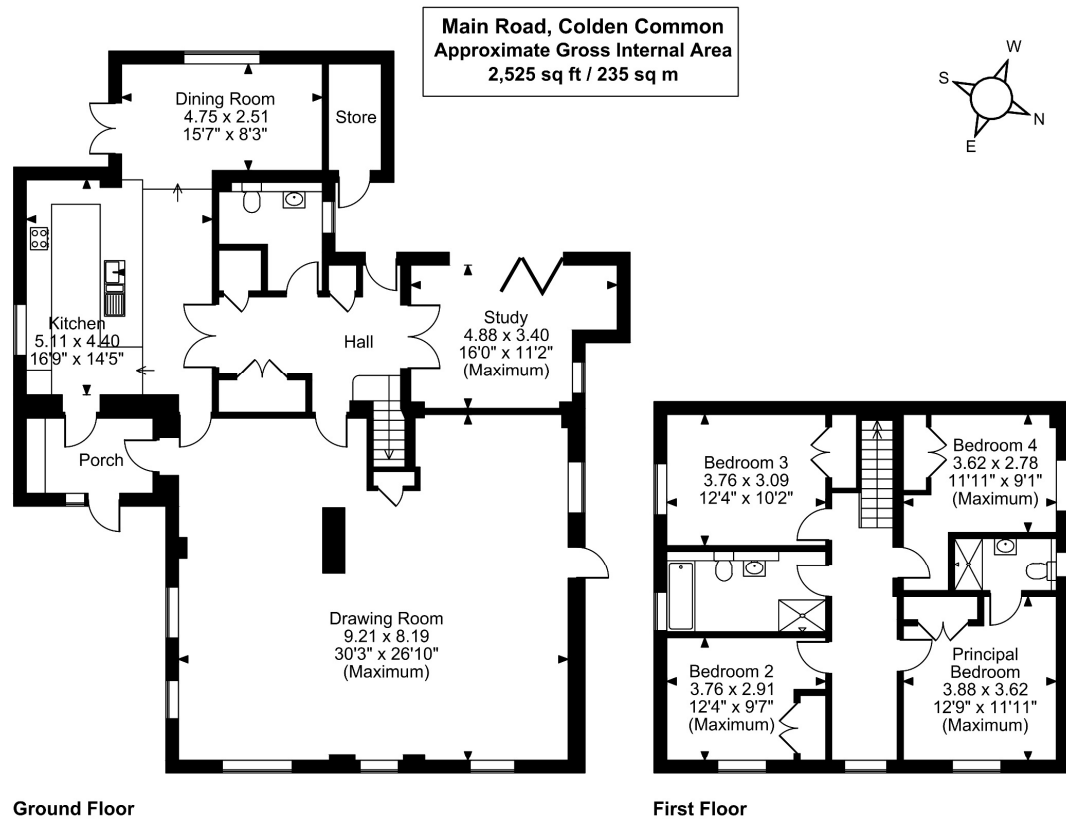 Main Road, Colden Common
Approximate Gross Internal Area
2,525 sq ft / 235 sq m
W
S
N
E
Dining Room
4.75 x 2.51
15'7" x 8'3"
Store
Kitchen
5.11 x 4.40
16'9" x 14'5"
Hall
Study
4.88 x 3.40
16'0" x 11'2"
(Maximum)
Porch
Drawing Room
9.21 x 8.19
30'3" x 26'10"
(Maximum)
Bedroom 3
3.76 x 3.09
12'4" x 10'2"
Bedroom 4
3.62 x 2.78
11'11" x 9'1"
(Maximum)
Bedroom 2
3.76 x 2.91
12'4" x 9'7"
(Maximum)
Principal
Bedroom
3.88 x 3.62
12'9" x 11'11"
(Maximum)
Ground Floor
First Floor